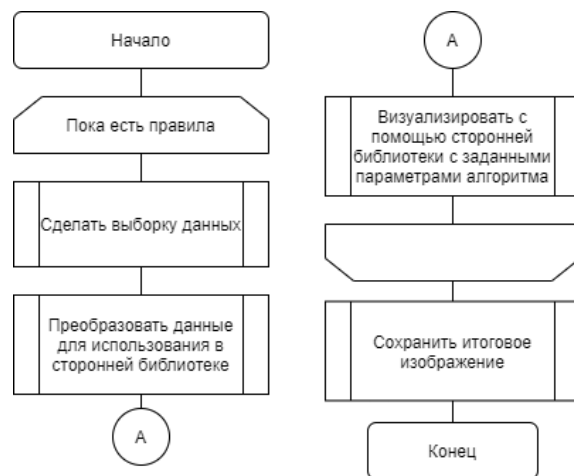 Начало
Пока есть правила
Сделать выборку данных
Преобразовать данные
для использования в
сторонней библиотеке
А
А
Визуализировать с
помощью сторонней
библиотеки с заданными
параметрами алгоритма
Сохранить итоговое
изображение
Конец